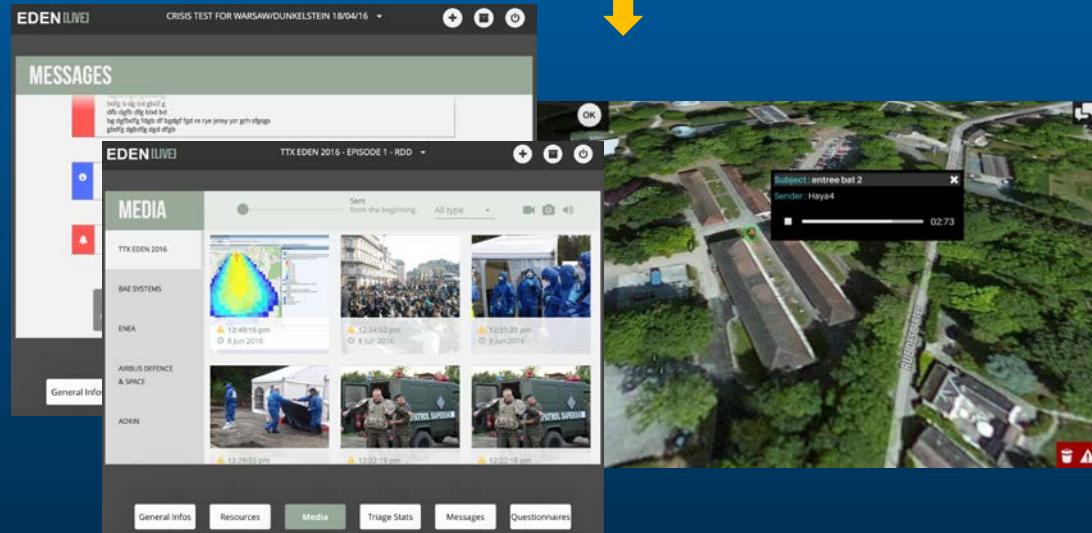 EDEN [LIVE]
CRISIS TEST FOR WARSAW/DUNKELSTEIN 18/04/16
MESSAGES
General Infos
EDEN [LIVE]
TTX EDEN 2016 - EPISODE 1 - RDD
MEDIA
Sent
from the beginning.
All type
TTX EDEN 2016
BAE SYSTEMS
ENEA
AIRBUS DEFENCE
& SPACE
ADKIN
12:49:16 pm
8 Jun 2016
12:34:52 pm
8 Jun 2016
12:31:20 pm
8 Jun 2016
12:29:55 pm
12:22:19 pm
12:22:18 pm
General Infos
Resources
Media
Triage Stats
Messages
Questionnaires
OK
Subject : entree bat 2
Sender : Haya4
02:73